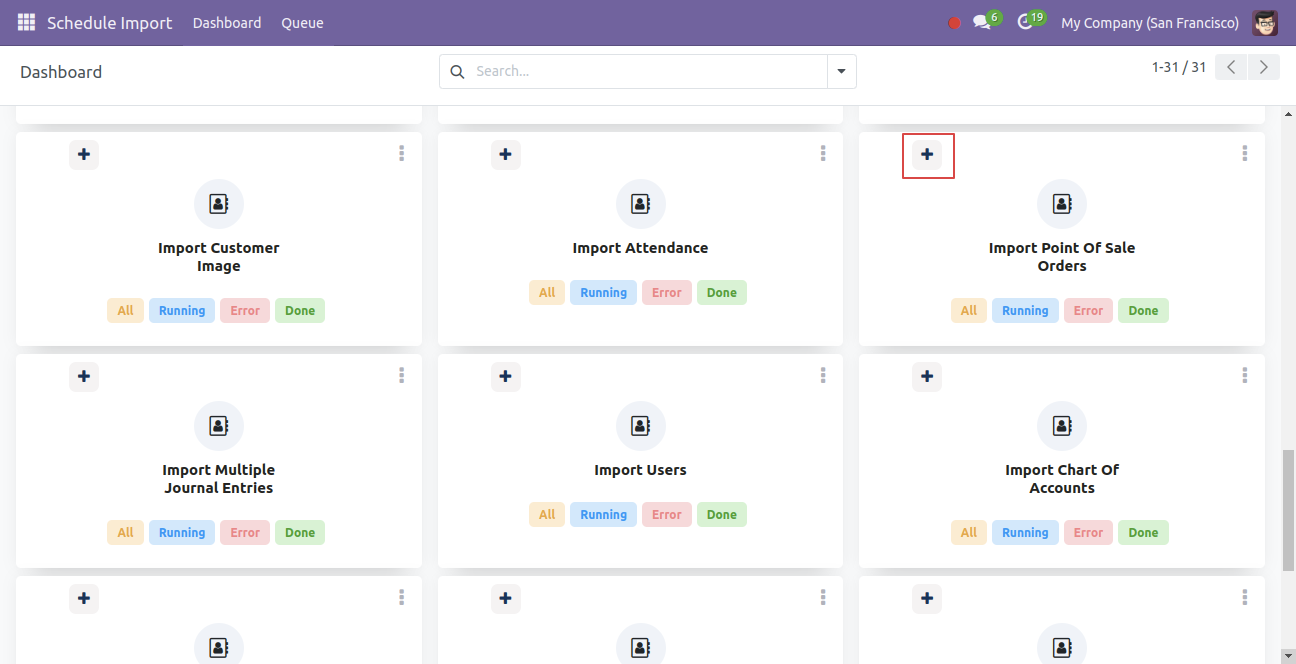 Schedule Import Dashboard Queue 6 19 My Company (San Francisco)
Dashboard Search... 1-31 / 31
Import Customer
Image
All Running Error Done
Import Attendance
All Running Error Done
Import Point Of Sale
Orders
All Running Error Done
Import Multiple
Journal Entries
All Running Error Done
Import Users
All Running Error Done
Import Chart Of
Accounts
All Running Error Done